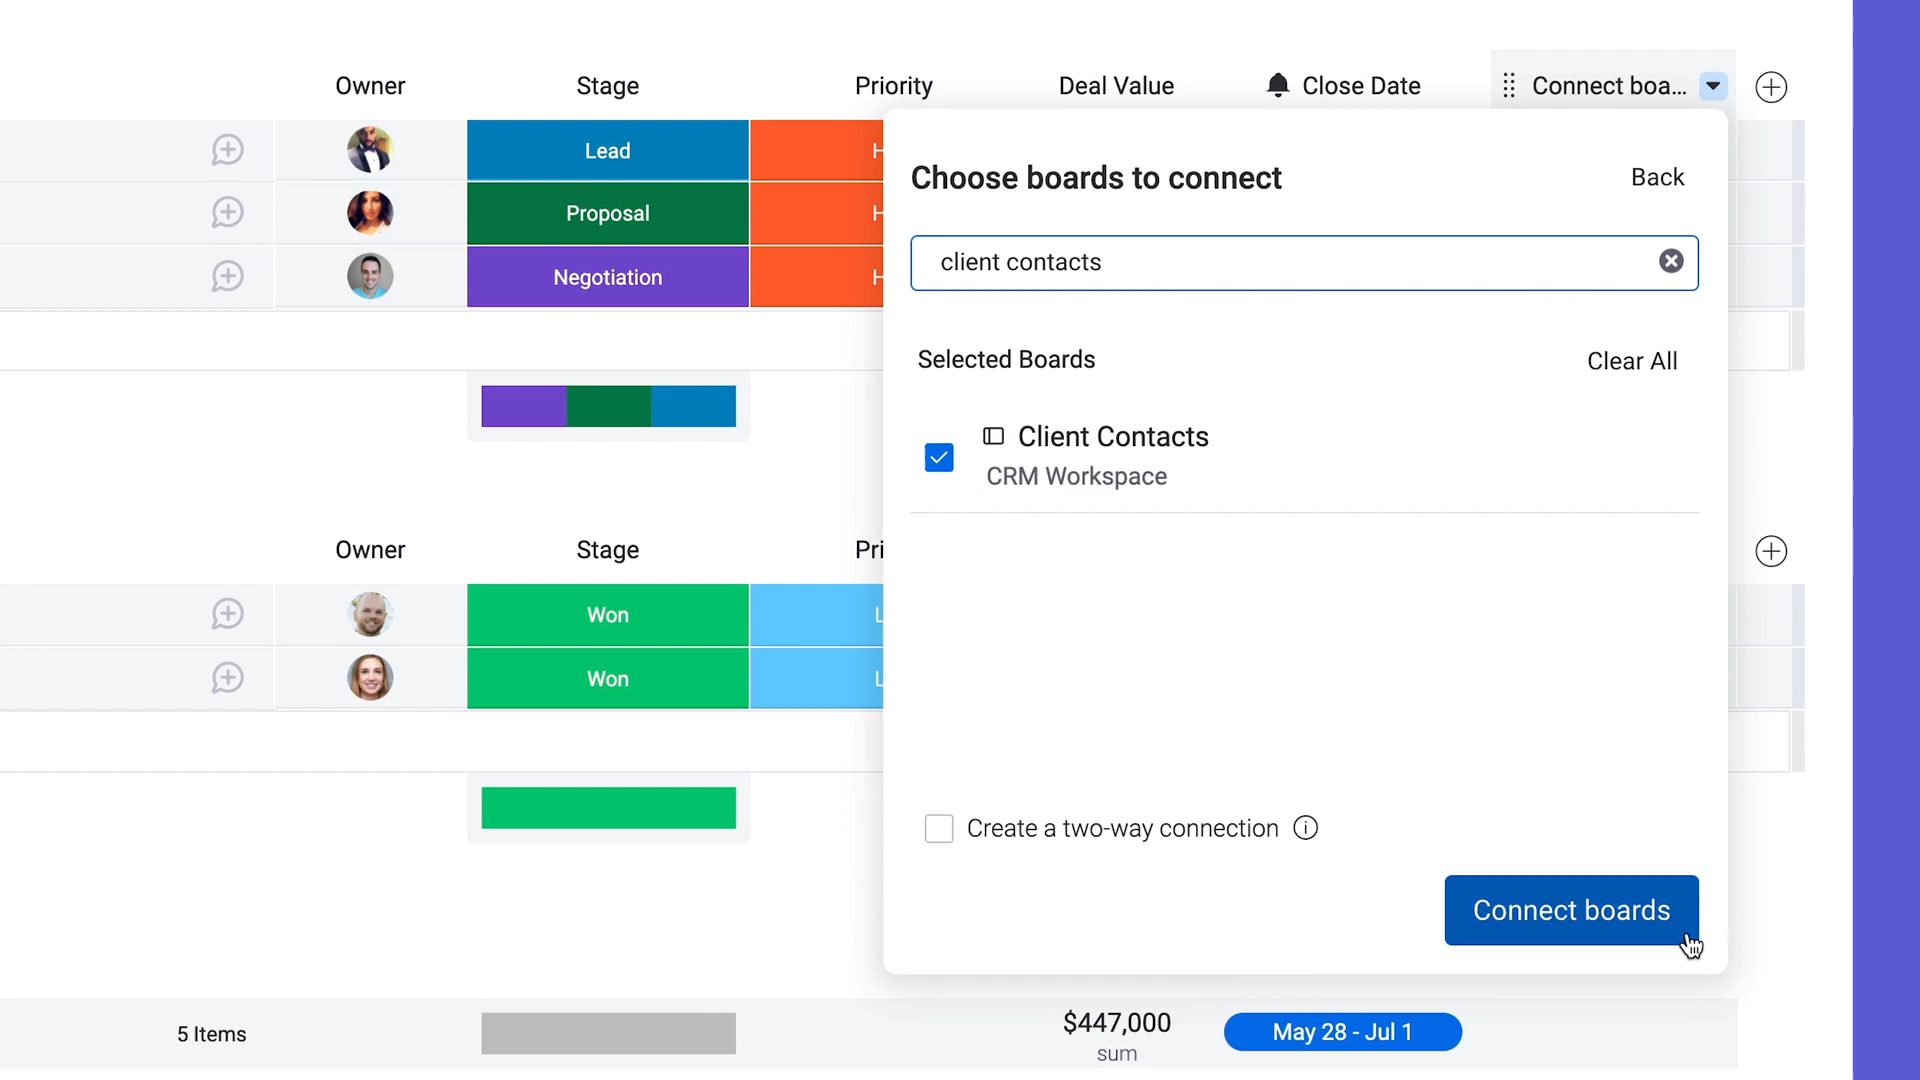 Owner
Stage
Priority
Deal Value
Close Date
Connect boa...
Lead
H
Proposal
H
Negotiation
H
Choose boards to connect
Back
client contacts
Selected Boards
Clear All
Client Contacts
CRM Workspace
Owner
Stage
Pri
Won
L
Won
L
Create a two-way connection
Connect boards
5 Items
$447,000
sum
May 28 - Jul 1